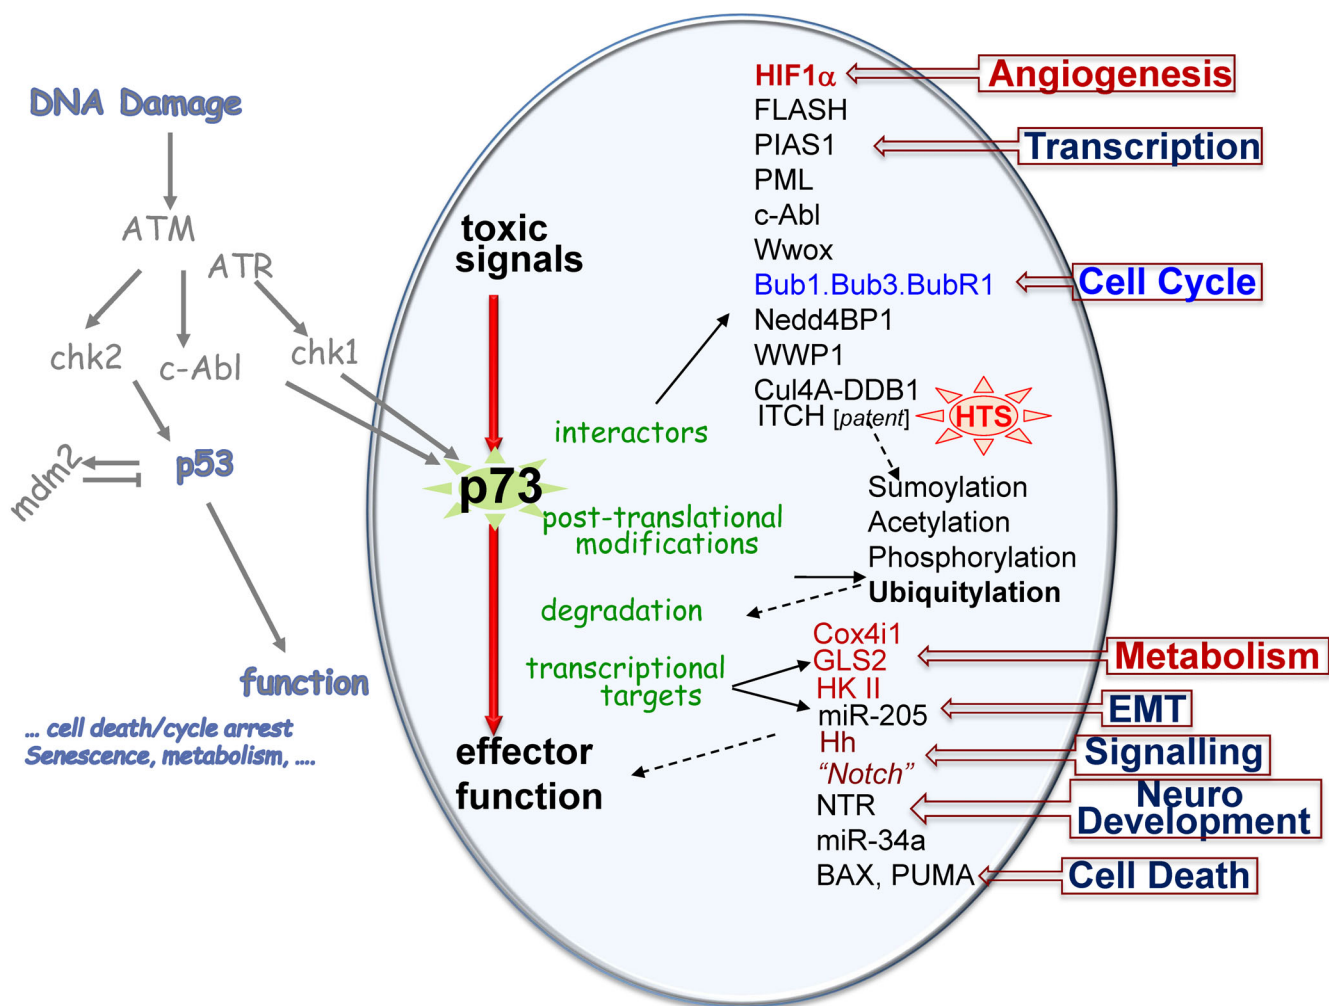 DNA Damage
ATM
ATR
chk2
c-Abl
chk1
mdm2
p53
function
... cell death/cycle arrest
Senescence, metabolism, ....
toxic
signals
p73
effector
function
interactors
post-translational
modifications
degradation
transcriptional
targets
HIF1α
FLASH
PIAS1
PML
c-Abl
Wwox
Bub1.Bub3.BubR1
Nedd4BP1
WWP1
Cul4A-DDB1
ITCH [patent]
HTS
Sumoylation
Acetylation
Phosphorylation
Ubiquitylation
Cox4i1
GLS2
HK II
miR-205
Hh
“Notch”
NTR
miR-34a
BAX, PUMA
Angiogenesis
Transcription
Cell Cycle
Metabolism
EMT
Signalling
Neuro
Development
Cell Death